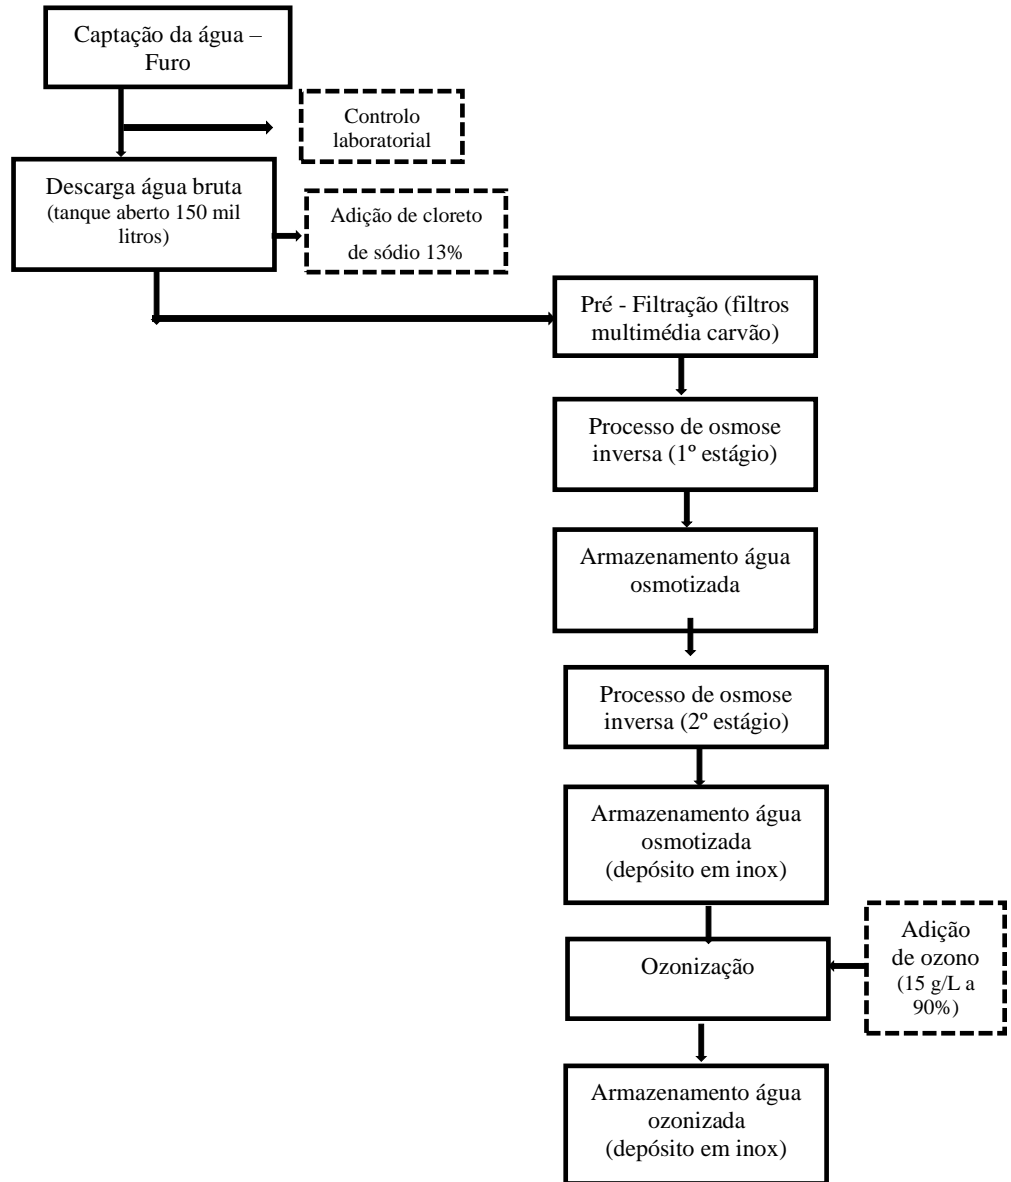 Captação da água –
Furo
Controlo
laboratorial
Descarga água bruta
(tanque aberto 150 mil
litros)
Adição de cloreto
de sódio 13%
Pré - Filtração (filtros
multimédia carvão)
Processo de osmose
inversa (1º estágio)
Armazenamento água
osmotizada
Processo de osmose
inversa (2º estágio)
Armazenamento água
osmotizada
(depósito em inox)
Ozonização
Adição
de ozono
(15 g/L a
90%)
Armazenamento água
ozonizada
(depósito em inox)